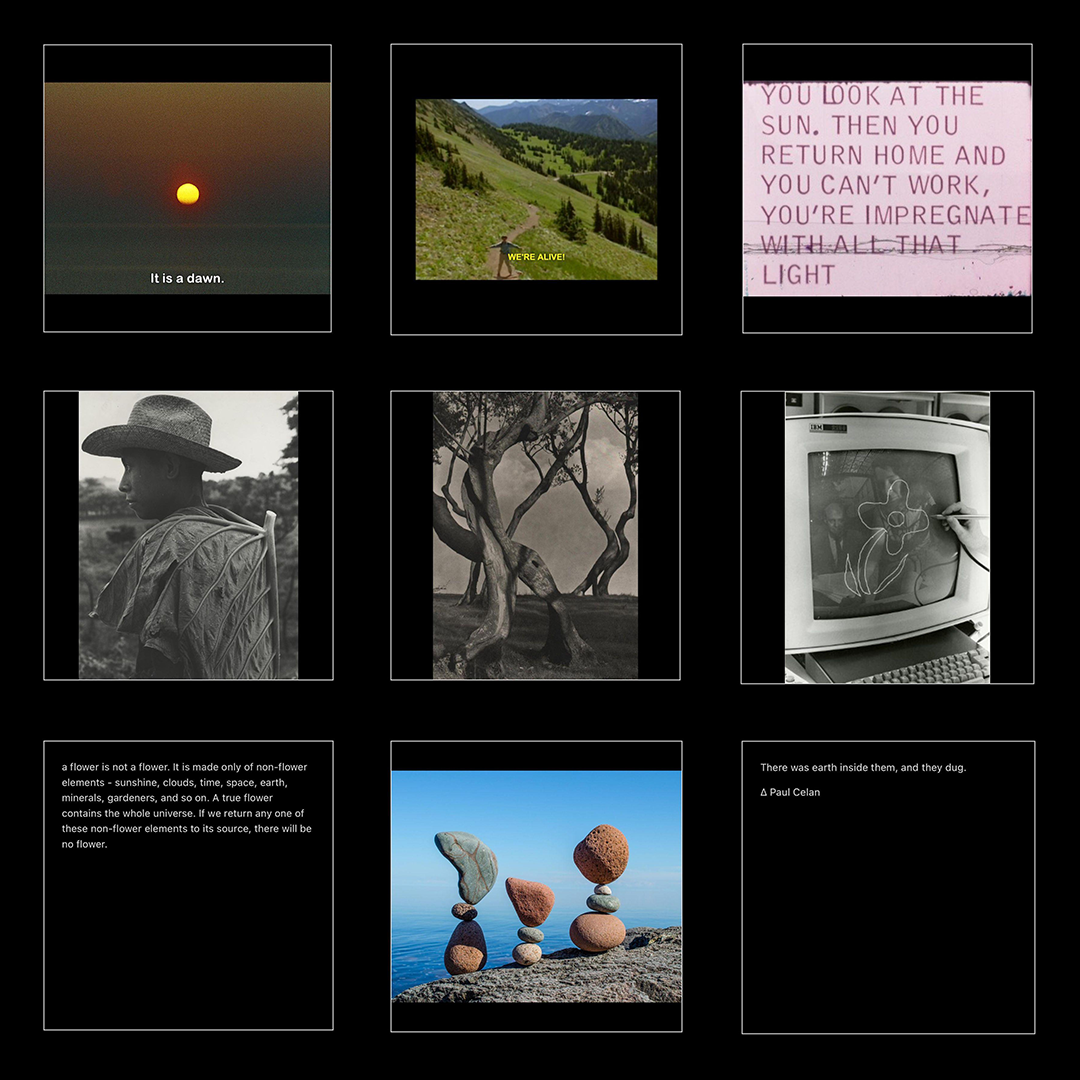 It is a dawn.
WE'RE ALIVE!
YOU LOOK AT THE
SUN. THEN YOU
RETURN HOME AND
YOU CAN'T WORK,
YOU'RE IMPREGNATE
WITH ALL THAT
LIGHT
IBM
a flower is not a flower. It is made only of non-flower
elements - sunshine, clouds, time, space, earth,
minerals, gardeners, and so on. A true flower
contains the whole universe. If we return any one of
these non-flower elements to its source, there will be
no flower.
There was earth inside them, and they dug.
Δ Paul Celan